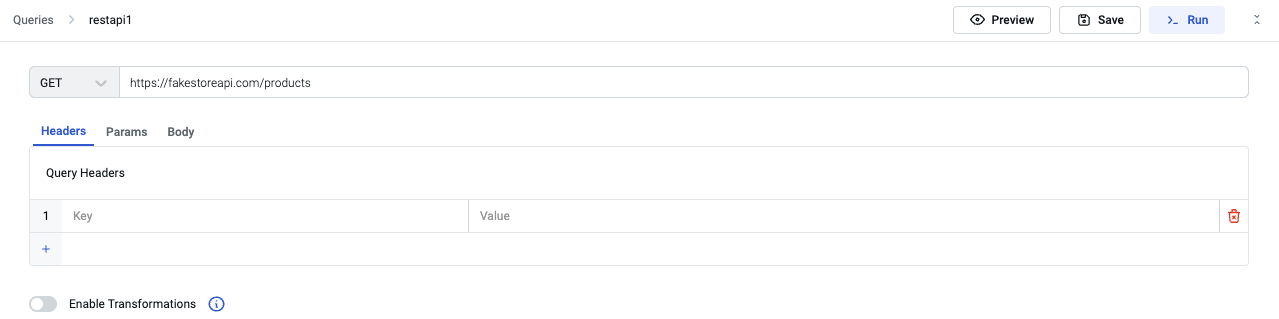 Queries > restapi1
Preview
Save
Run
GET
https://fakestoreapi.com/products
Headers
Params
Body
Query Headers
1
Key
Value
+
Enable Transformations
i